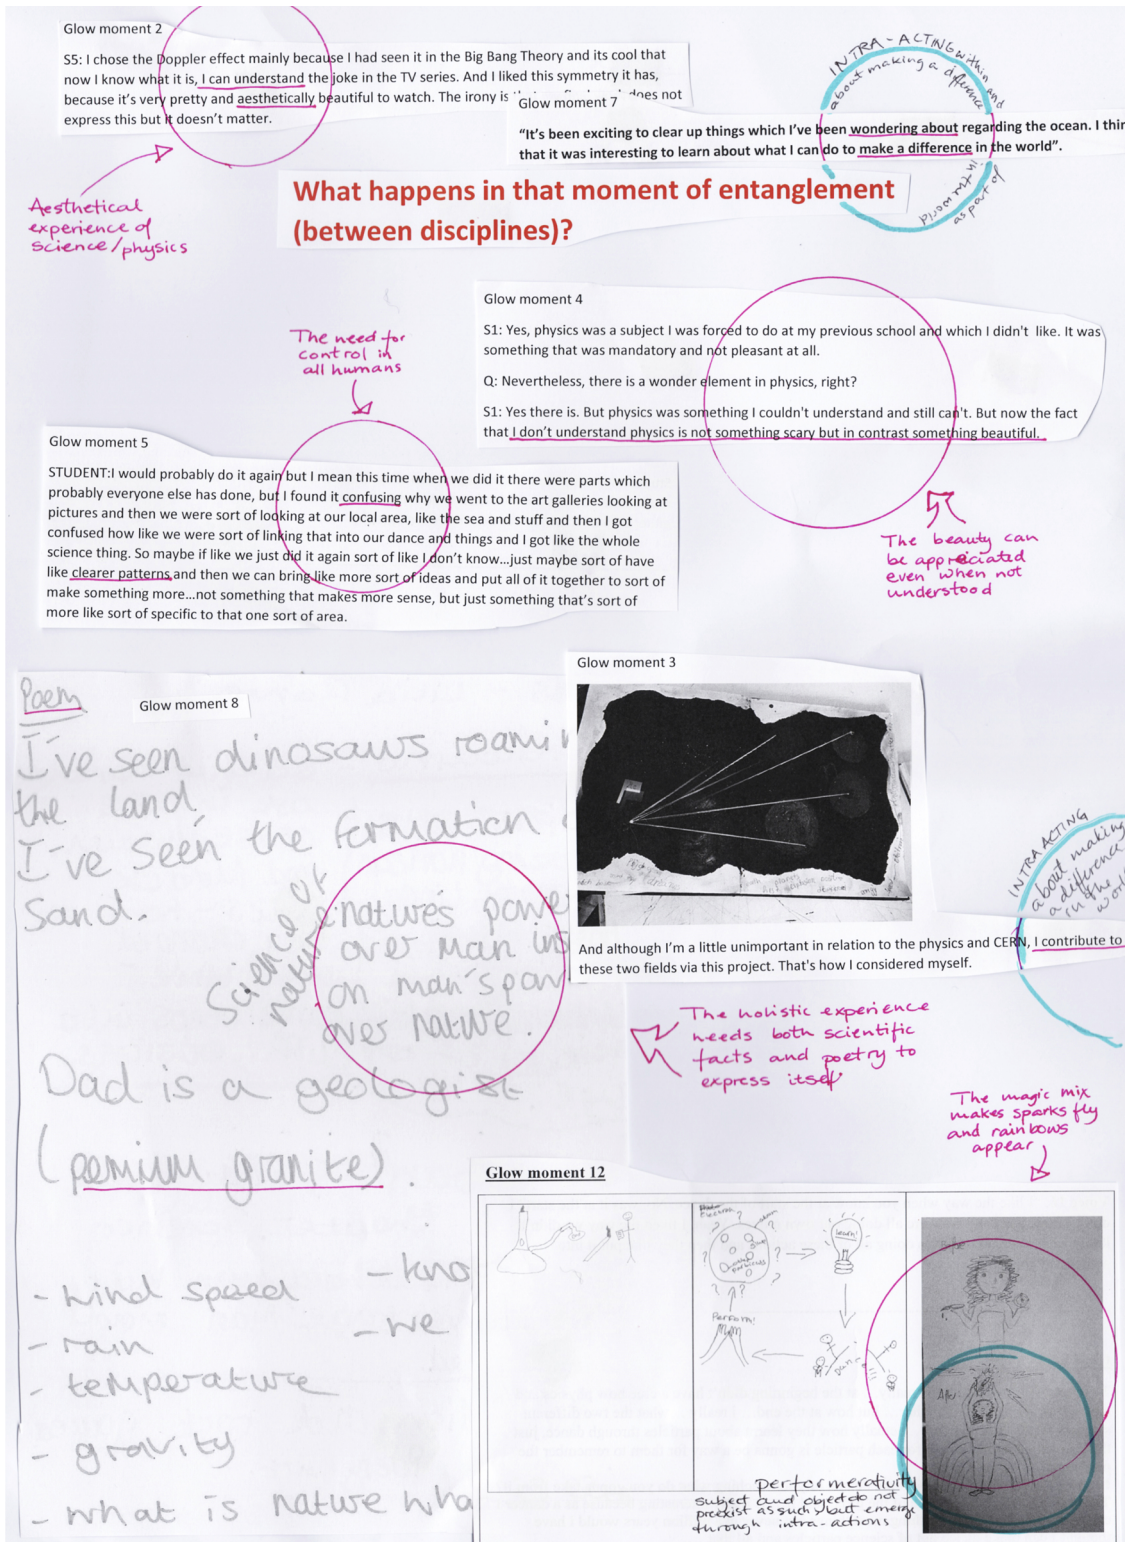 Glow moment 2
S5: I chose the Doppler effect mainly because I had seen it in the Big Bang Theory and its cool that
now I know what it is, I can understand the joke in the TV series. And I liked this symmetry it has,
because it's very pretty and aesthetically beautiful to watch. The irony is does not
express this but it doesn't matter.
Aesthetical
experience of
science/physics
INTRA-ACTING within and
about making a difference
in the world
as part of
Glow moment 7
"It's been exciting to clear up things which I've been wondering about regarding the ocean. I thin
that it was interesting to learn about what I can do to make a difference in the world".
What happens in that moment of entanglement
(between disciplines)?
Glow moment 4
S1: Yes, physics was a subject I was forced to do at my previous school and which I didn't like. It was
something that was mandatory and not pleasant at all.
Q: Nevertheless, there is a wonder element in physics, right?
S1: Yes there is. But physics was something I couldn't understand and still can't. But now the fact
that I don't understand physics is not something scary but in contrast something beautiful.
The need for
control in
all humans
Glow moment 5
STUDENT:I would probably do it again but I mean this time when we did it there were parts which
probably everyone else has done, but I found it confusing why we went to the art galleries looking at
pictures and then we were sort of looking at our local area, like the sea and stuff and then I got
confused how like we were sort of linking that into our dance and things and I got like the whole
science thing. So maybe if like we just did it again sort of like I don't know...just maybe sort of have
like clearer patterns and then we can bring like more sort of ideas and put all of it together to sort of
make something more...not something that makes more sense, but just something that's sort of
more like sort of specific to that one sort of area.
The beauty can
be appreciated
even when not
understood
Poem
Glow moment 8
I've seen dinosaws roamin
the land,
I've seen the formation
Sand.
Science of
nature
natures power
over man
on man's pow
over nature.
Dad is a geologist
(pemium granite).
- wind speed
- rain
- temperature
- gravity
- what is nature wha
- kno
- we
Glow moment 3
And although I'm a little unimportant in relation to the physics and CERN, I contribute to
these two fields via this project. That's how I considered myself.
INTRA ACTING
about making
a difference
in the
worl
The holistic experience
needs both scientific
facts and poetry to
express itself
The magic mix
makes sparks fly
and rainbows
appear
Glow moment 12
learn!
Perform!
dance!!!
Before
After
performerativity
subject and object do not
preexist as such, but emerge
through intra-actions